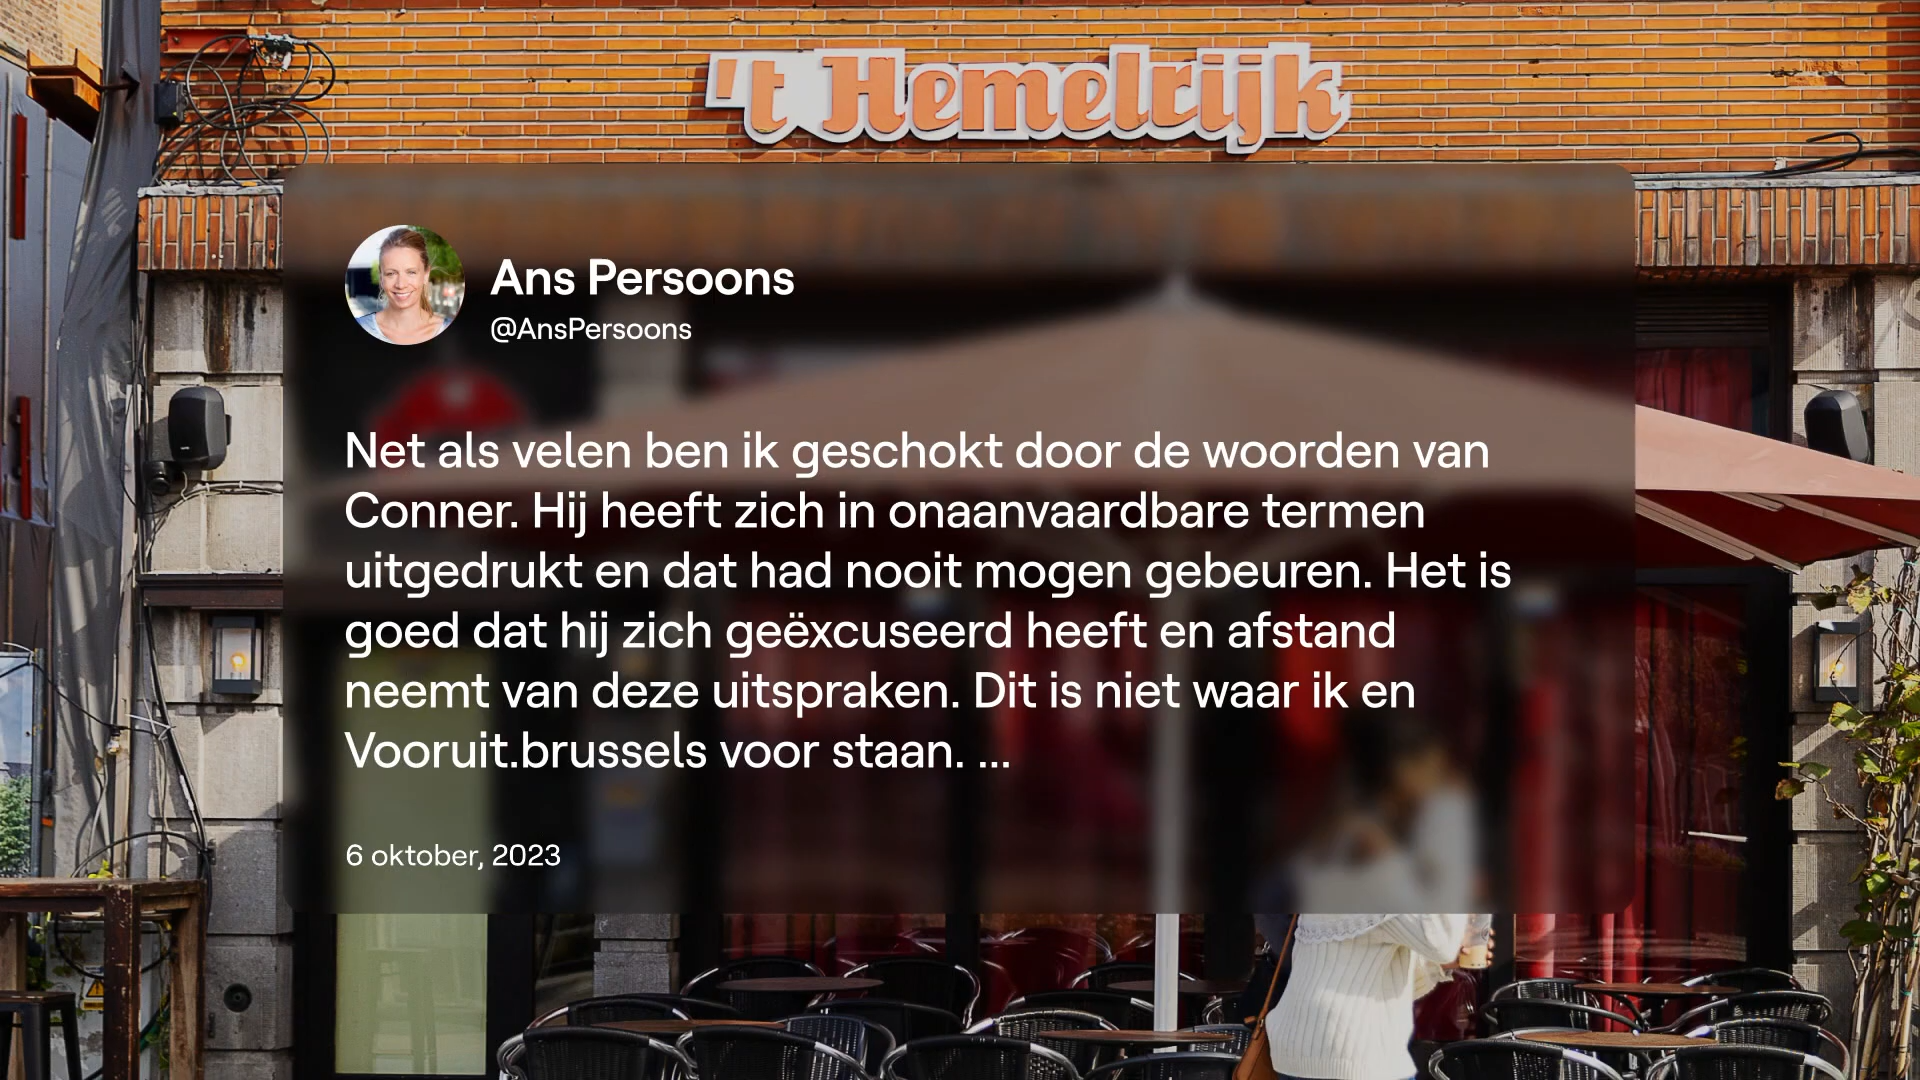 't Hemelrijk
Ans Persoons
@AnsPersoons
Net als velen ben ik geschokt door de woorden van
Conner. Hij heeft zich in onaanvaardbare termen
uitgedrukt en dat had nooit mogen gebeuren. Het is
goed dat hij zich geëxcuseerd heeft en afstand
neemt van deze uitspraken. Dit is niet waar ik en
Vooruit.brussels voor staan. ...
6 oktober, 2023